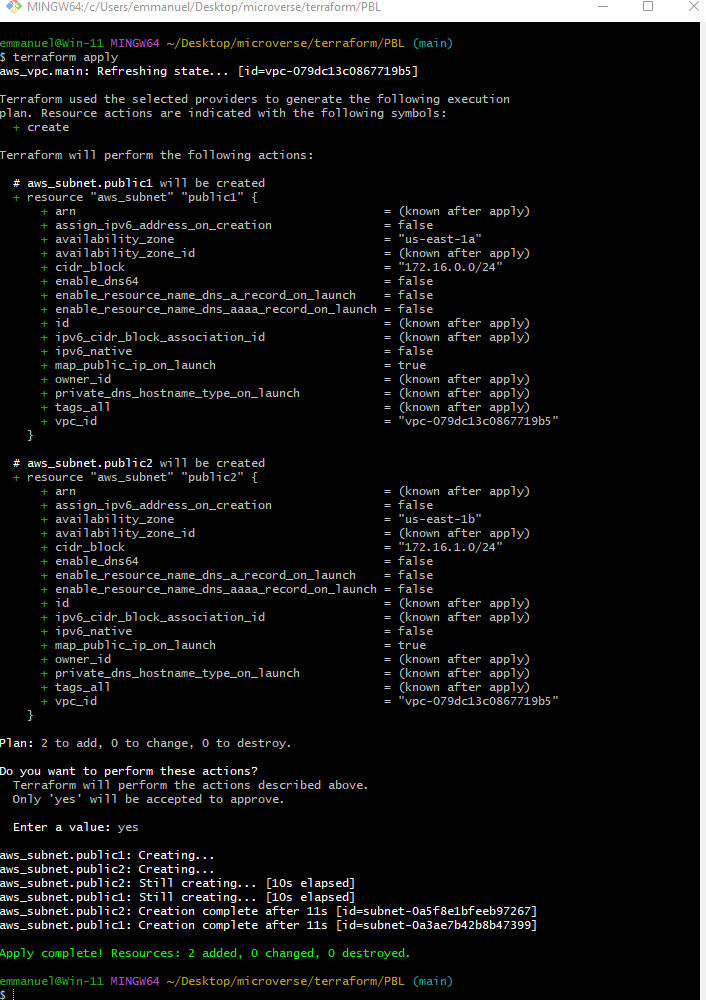 MINGW64:/c/Users/emmanuel/Desktop/microverse/terraform/PBL
emmanuel@Win-11 MINGW64 ~/Desktop/microverse/terraform/PBL (main)
$ terraform apply
aws_vpc.main: Refreshing state... [id=vpc-079dc13c0867719b5]

Terraform used the selected providers to generate the following execution
plan. Resource actions are indicated with the following symbols:
  + create

Terraform will perform the following actions:

  # aws_subnet.public1 will be created
  + resource "aws_subnet" "public1" {
      + arn                                            = (known after apply)
      + assign_ipv6_address_on_creation                = false
      + availability_zone                              = "us-east-1a"
      + availability_zone_id                           = (known after apply)
      + cidr_block                                     = "172.16.0.0/24"
      + enable_dns64                                   = false
      + enable_resource_name_dns_a_record_on_launch    = false
      + enable_resource_name_dns_aaaa_record_on_launch = false
      + id                                             = (known after apply)
      + ipv6_cidr_block_association_id                 = (known after apply)
      + ipv6_native                                    = false
      + map_public_ip_on_launch                        = true
      + owner_id                                       = (known after apply)
      + private_dns_hostname_type_on_launch            = (known after apply)
      + tags_all                                       = (known after apply)
      + vpc_id                                         = "vpc-079dc13c0867719b5"
    }

  # aws_subnet.public2 will be created
  + resource "aws_subnet" "public2" {
      + arn                                            = (known after apply)
      + assign_ipv6_address_on_creation                = false
      + availability_zone                              = "us-east-1b"
      + availability_zone_id                           = (known after apply)
      + cidr_block                                     = "172.16.1.0/24"
      + enable_dns64                                   = false
      + enable_resource_name_dns_a_record_on_launch    = false
      + enable_resource_name_dns_aaaa_record_on_launch = false
      + id                                             = (known after apply)
      + ipv6_cidr_block_association_id                 = (known after apply)
      + ipv6_native                                    = false
      + map_public_ip_on_launch                        = true
      + owner_id                                       = (known after apply)
      + private_dns_hostname_type_on_launch            = (known after apply)
      + tags_all                                       = (known after apply)
      + vpc_id                                         = "vpc-079dc13c0867719b5"
    }

Plan: 2 to add, 0 to change, 0 to destroy.

Do you want to perform these actions?
  Terraform will perform the actions described above.
  Only 'yes' will be accepted to approve.

  Enter a value: yes

aws_subnet.public1: Creating...
aws_subnet.public2: Creating...
aws_subnet.public2: Still creating... [10s elapsed]
aws_subnet.public1: Still creating... [10s elapsed]
aws_subnet.public2: Creation complete after 11s [id=subnet-0a5f8e1bfeeb97267]
aws_subnet.public1: Creation complete after 11s [id=subnet-0a3ae7b42b8b47399]

Apply complete! Resources: 2 added, 0 changed, 0 destroyed.

emmanuel@Win-11 MINGW64 ~/Desktop/microverse/terraform/PBL (main)
$